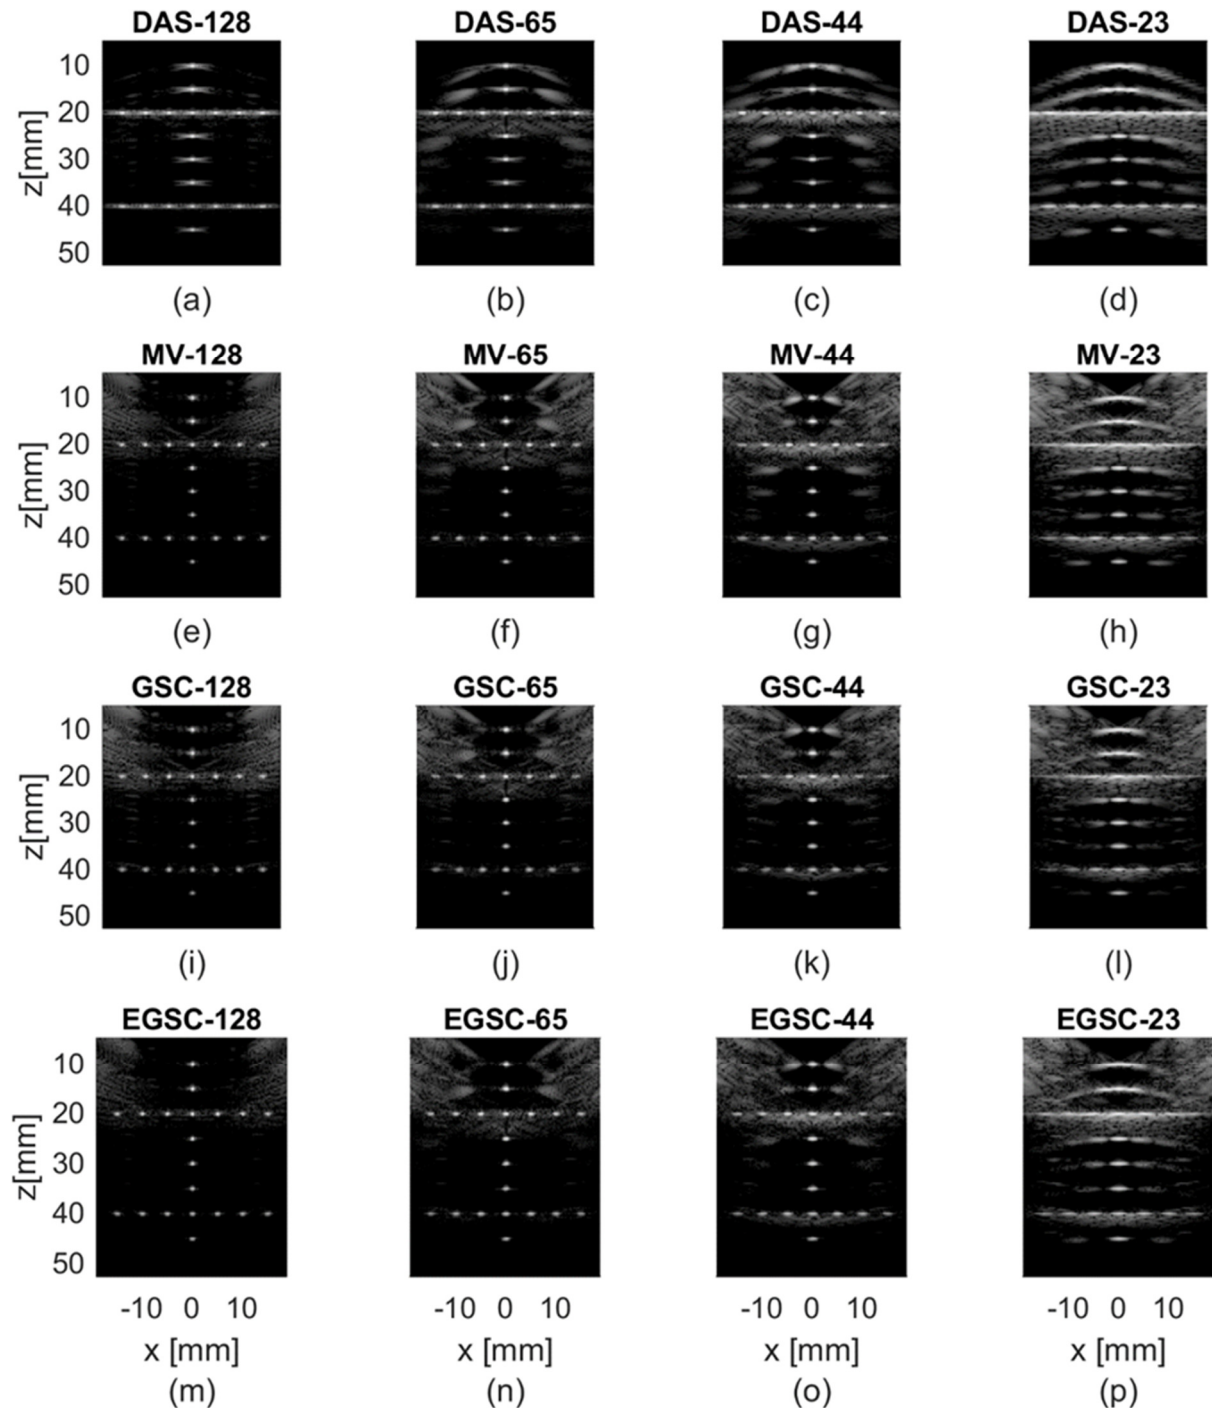 DAS-128 DAS-65 DAS-44 DAS-23
10
20
30
40
50
z[mm]
(a) (b) (c) (d)
MV-128 MV-65 MV-44 MV-23
10
20
30
40
50
z[mm]
(e) (f) (g) (h)
GSC-128 GSC-65 GSC-44 GSC-23
10
20
30
40
50
z[mm]
(i) (j) (k) (l)
EGSC-128 EGSC-65 EGSC-44 EGSC-23
10
20
30
40
50
z[mm]
-10 0 10 -10 0 10 -10 0 10 -10 0 10
x [mm] x [mm] x [mm] x [mm]
(m) (n) (o) (p)